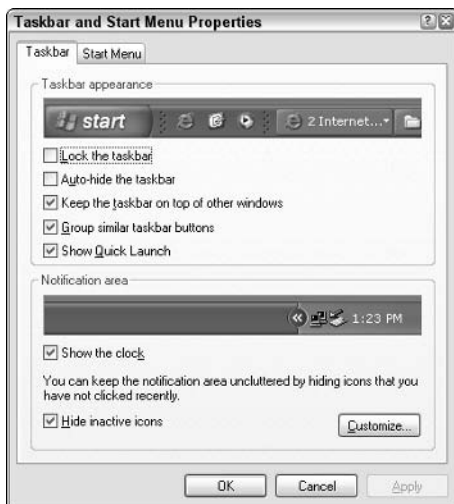 Taskbar and Start Menu Properties
Taskbar
Start Menu
Taskbar appearance
start
2 Internet...
Lock the taskbar
Auto-hide the taskbar
Keep the taskbar on top of other windows
Group similar taskbar buttons
Show Quick Launch
Notification area
1:23 PM
Show the clock
You can keep the notification area uncluttered by hiding icons that you
have not clicked recently.
Hide inactive icons
Customize...
OK
Cancel
Apply